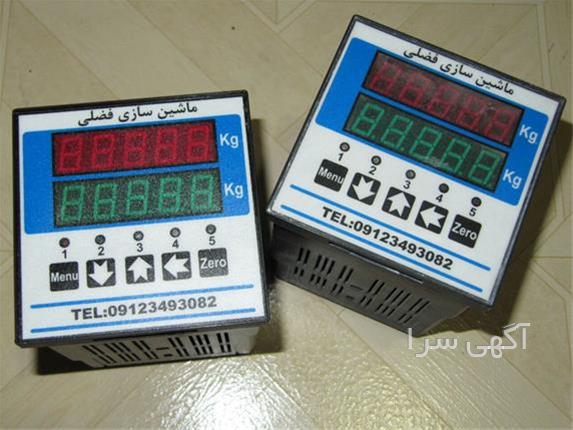 ماشین سازی فضلی
Kg
Kg
1 2 3 4 5
Menu Zero
TEL:09123493082
ماشین سازی فضلی
Kg
Kg
1 2 3 4 5
Menu Zero
TEL:09123493082
آگهی سرا